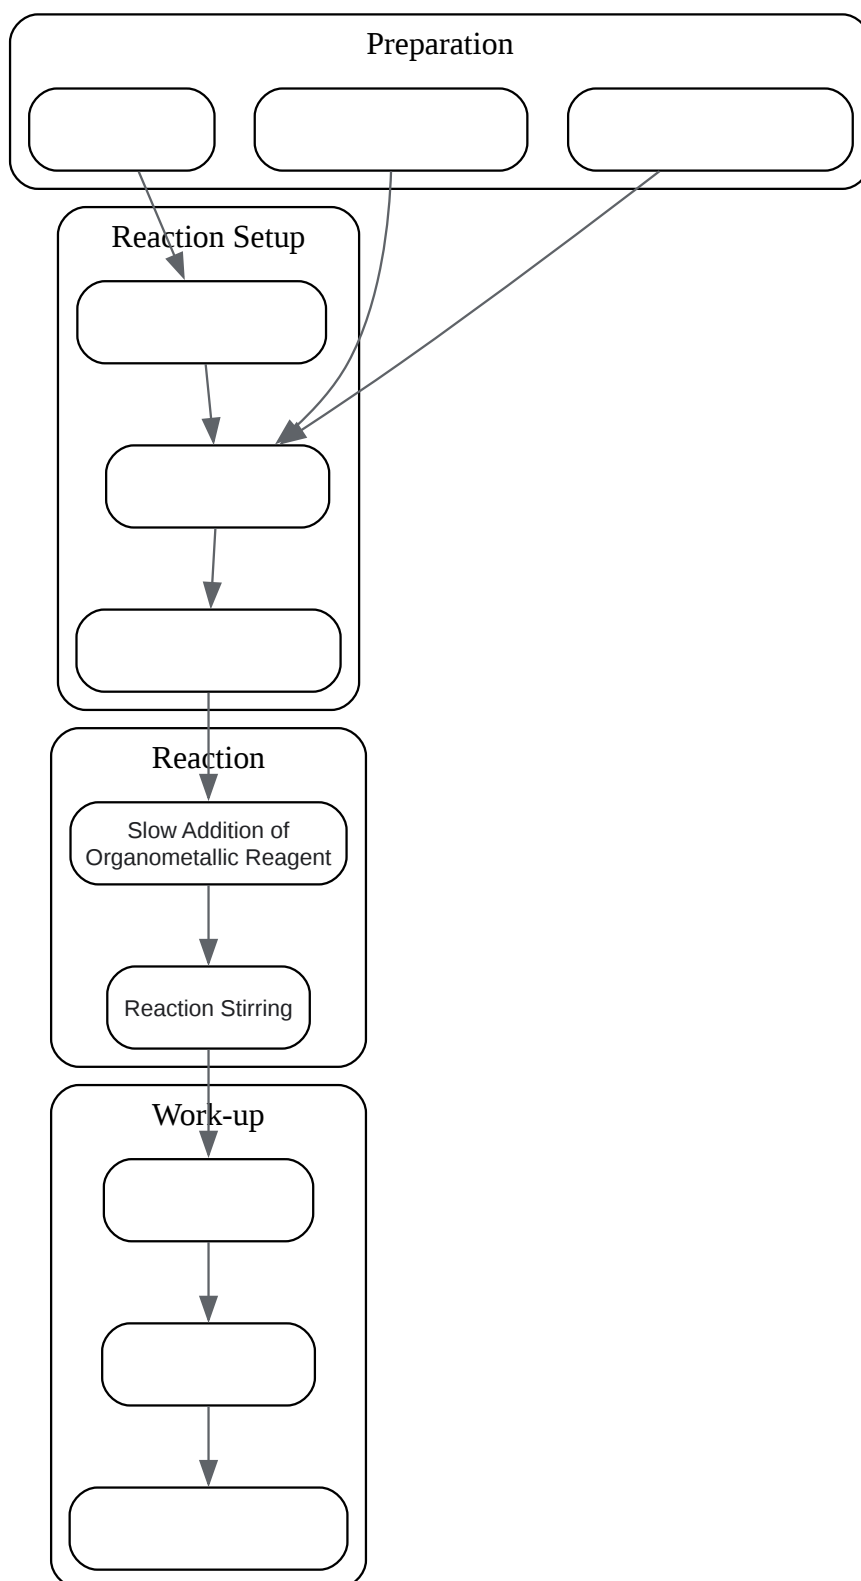 Preparation
Reaction Setup
Reaction
Slow Addition of
Organometallic Reagent
Reaction Stirring
Work-up